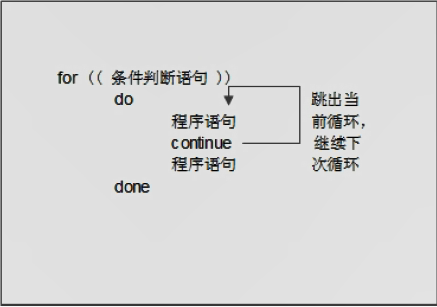 for (( 条件判断语句 ))
do
程序语句
continue
程序语句
done
跳出当
前循环，
继续下
次循环